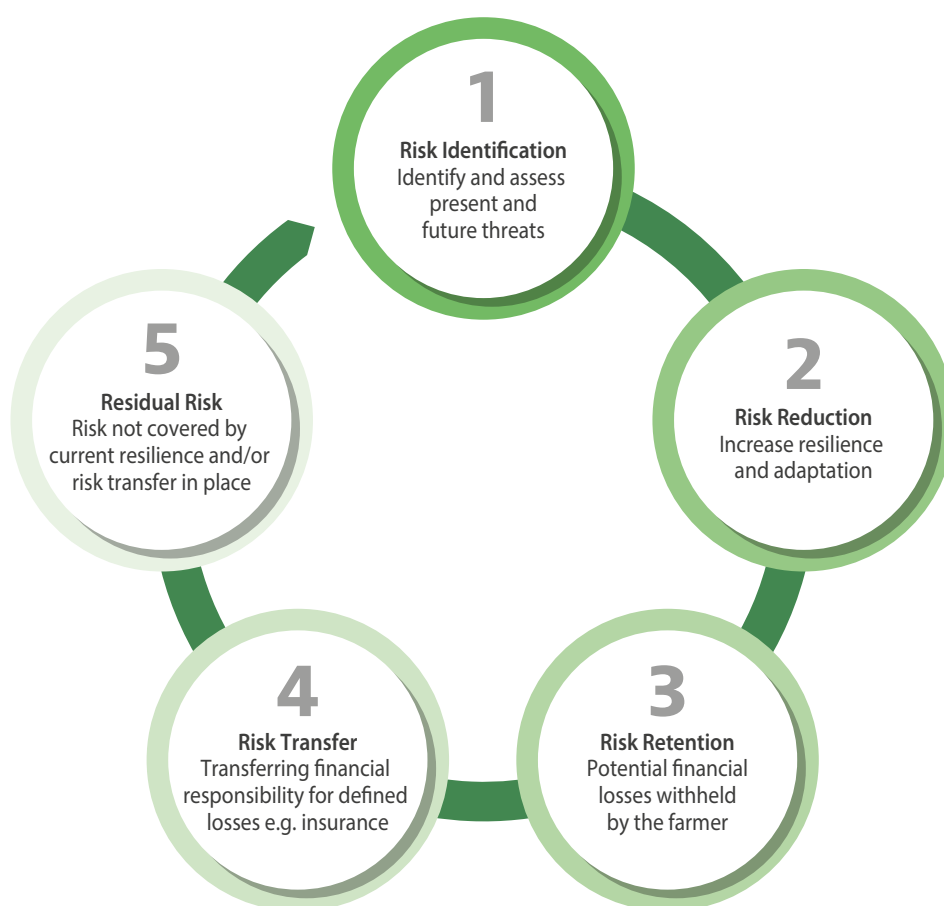 1
Risk Identification
Identify and assess
present and
future threats
2
Risk Reduction
Increase resilience
and adaptation
3
Risk Retention
Potential financial
losses withheld
by the farmer
4
Risk Transfer
Transferring financial
responsibility for defined
losses e.g. insurance
5
Residual Risk
Risk not covered by
current resilience and/or
risk transfer in place